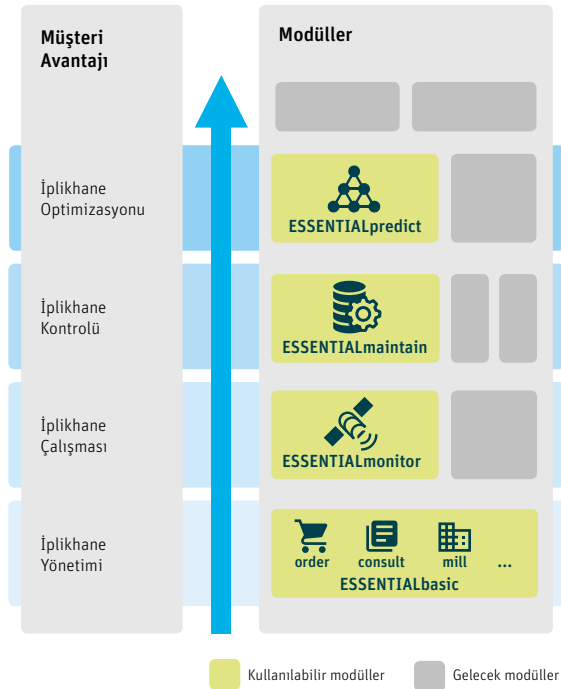 Müşteri
Avantajı
Modüller
İplikhane
Optimizasyonu
ESSENTIALpredict
İplikhane
Kontrolü
ESSENTIALmaintain
İplikhane
Çalışması
ESSENTIALmonitor
İplikhane
Yönetimi
order consult mill ...
ESSENTIALbasic
Kullanılabilir modüller Gelecek modüller